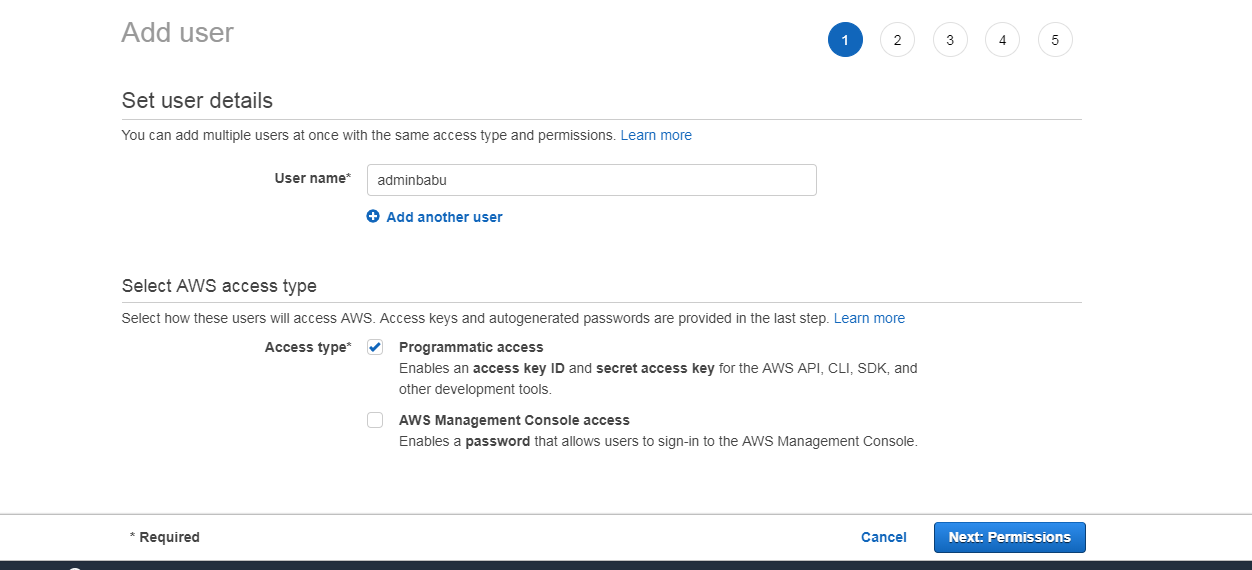 Add user
1 2 3 4 5
Set user details
You can add multiple users at once with the same access type and permissions. Learn more
User name* adminbabu
Add another user
Select AWS access type
Select how these users will access AWS. Access keys and autogenerated passwords are provided in the last step. Learn more
Access type* Programmatic access
Enables an access key ID and secret access key for the AWS API, CLI, SDK, and
other development tools.
AWS Management Console access
Enables a password that allows users to sign-in to the AWS Management Console.
* Required Cancel Next: Permissions